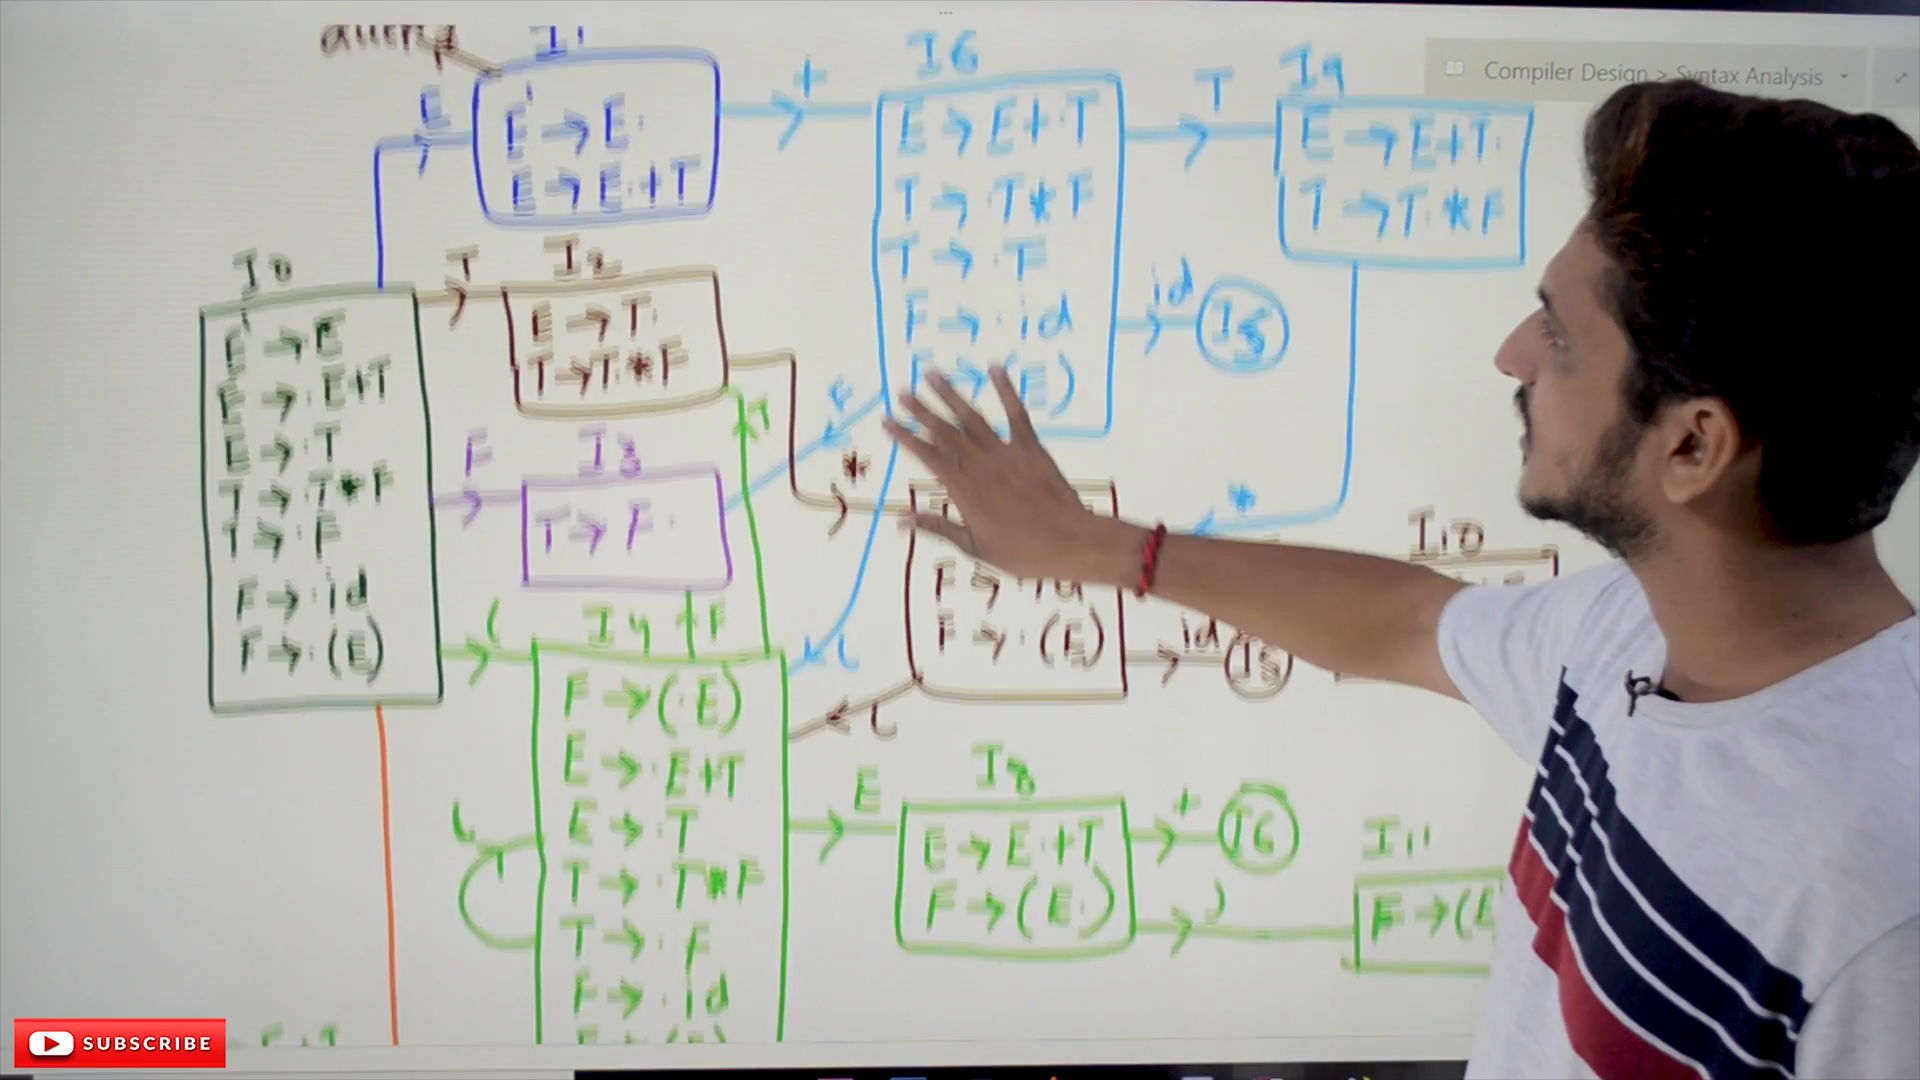 Compiler Design > Syntax Analysis
accept
I1
E' → E.
E → E.+T
+
I6
E → E+.T
T → .T*F
T → .F
F → .id
F → .(E)
T
I9
E → E+T.
T → T.*F
id
I5
E
I0
E' → .E
E → .E+T
E → .T
T → .T*F
T → .F
F → .id
F → .(E)
T
I2
E → T.
T → T.*F
F
I3
T → F.
F
T
*
*
I10
F → .(E)
id
I5
(
(
(
I4
F
F → (.E)
E → .E+T
E → .T
T → .T*F
T → .F
F → .id
(
E
I8
E → E.+T
F → (E.)
+
I6
)
I11
F → (E
SUBSCRIBE